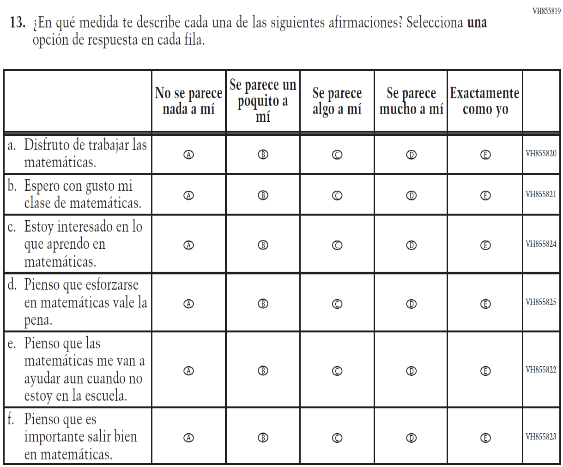 VH855819
13. ¿En qué medida te describe cada una de las siguientes afirmaciones? Selecciona una
opción de respuesta en cada fila.
No se parece nada a mí
Se parece un poquito a mí
Se parece algo a mí
Se parece mucho a mí
Exactamente como yo
a. Disfruto de trabajar las
matemáticas.
A B C D E VH855820
b. Espero con gusto mi
clase de matemáticas.
A B C D E VH855821
c. Estoy interesado en lo
que aprendo en
matemáticas.
A B C D E VH855824
d. Pienso que esforzarse
en matemáticas vale la
pena.
A B C D E VH855825
e. Pienso que las
matemáticas me van a
ayudar aun cuando no
estoy en la escuela.
A B C D E VH855822
f. Pienso que es
importante salir bien
en matemáticas.
A B C D E VH855823